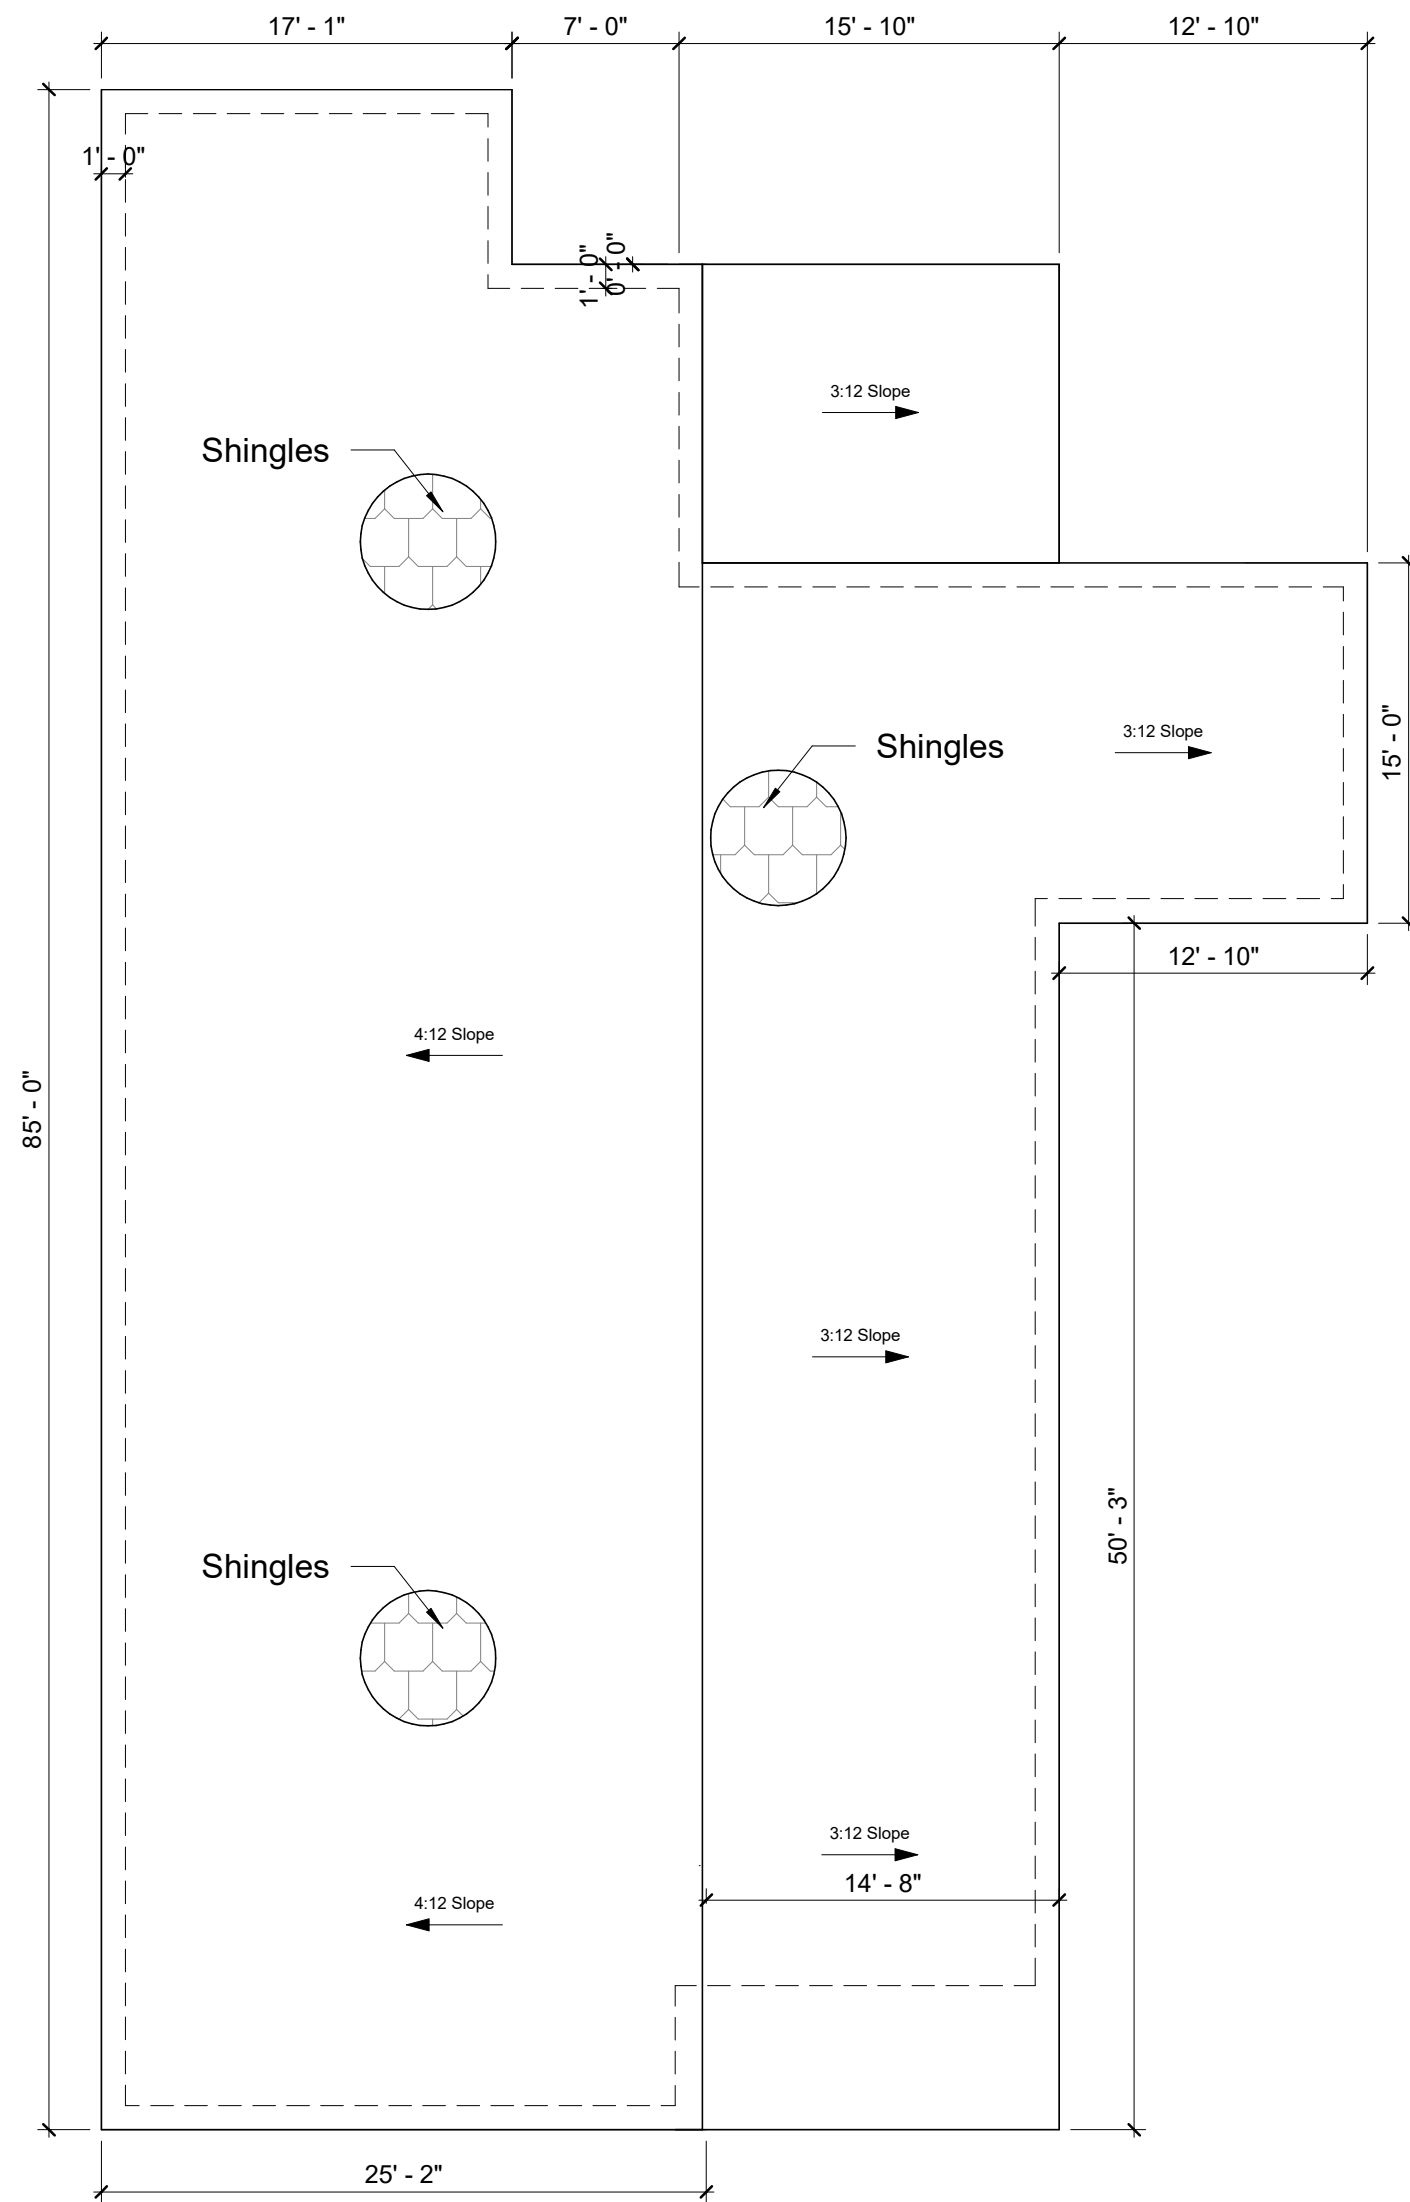 17' - 1"
7' - 0"
15' - 10"
12' - 10"
1' - 0"
1' - 0"
0' - 0"
3:12 Slope
Shingles
15' - 0"
3:12 Slope
Shingles
12' - 10"
4:12 Slope
85' - 0"
3:12 Slope
50' - 3"
Shingles
3:12 Slope
14' - 8"
4:12 Slope
25' - 2"